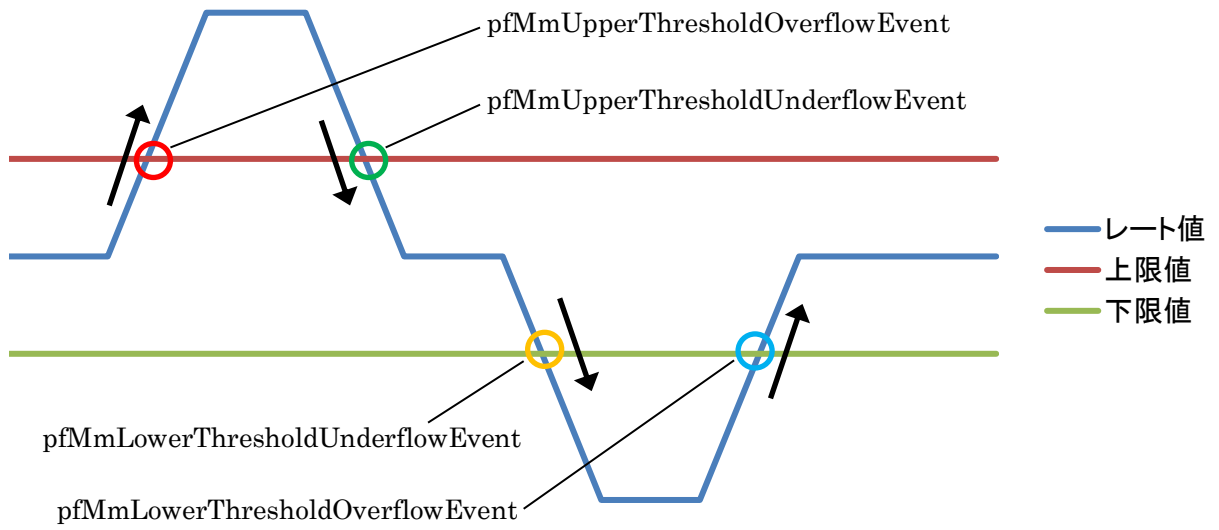 pfMmUpperThresholdOverflowEvent
pfMmUpperThresholdUnderflowEvent
レート値
上限値
下限値
pfMmLowerThresholdUnderflowEvent
pfMmLowerThresholdOverflowEvent